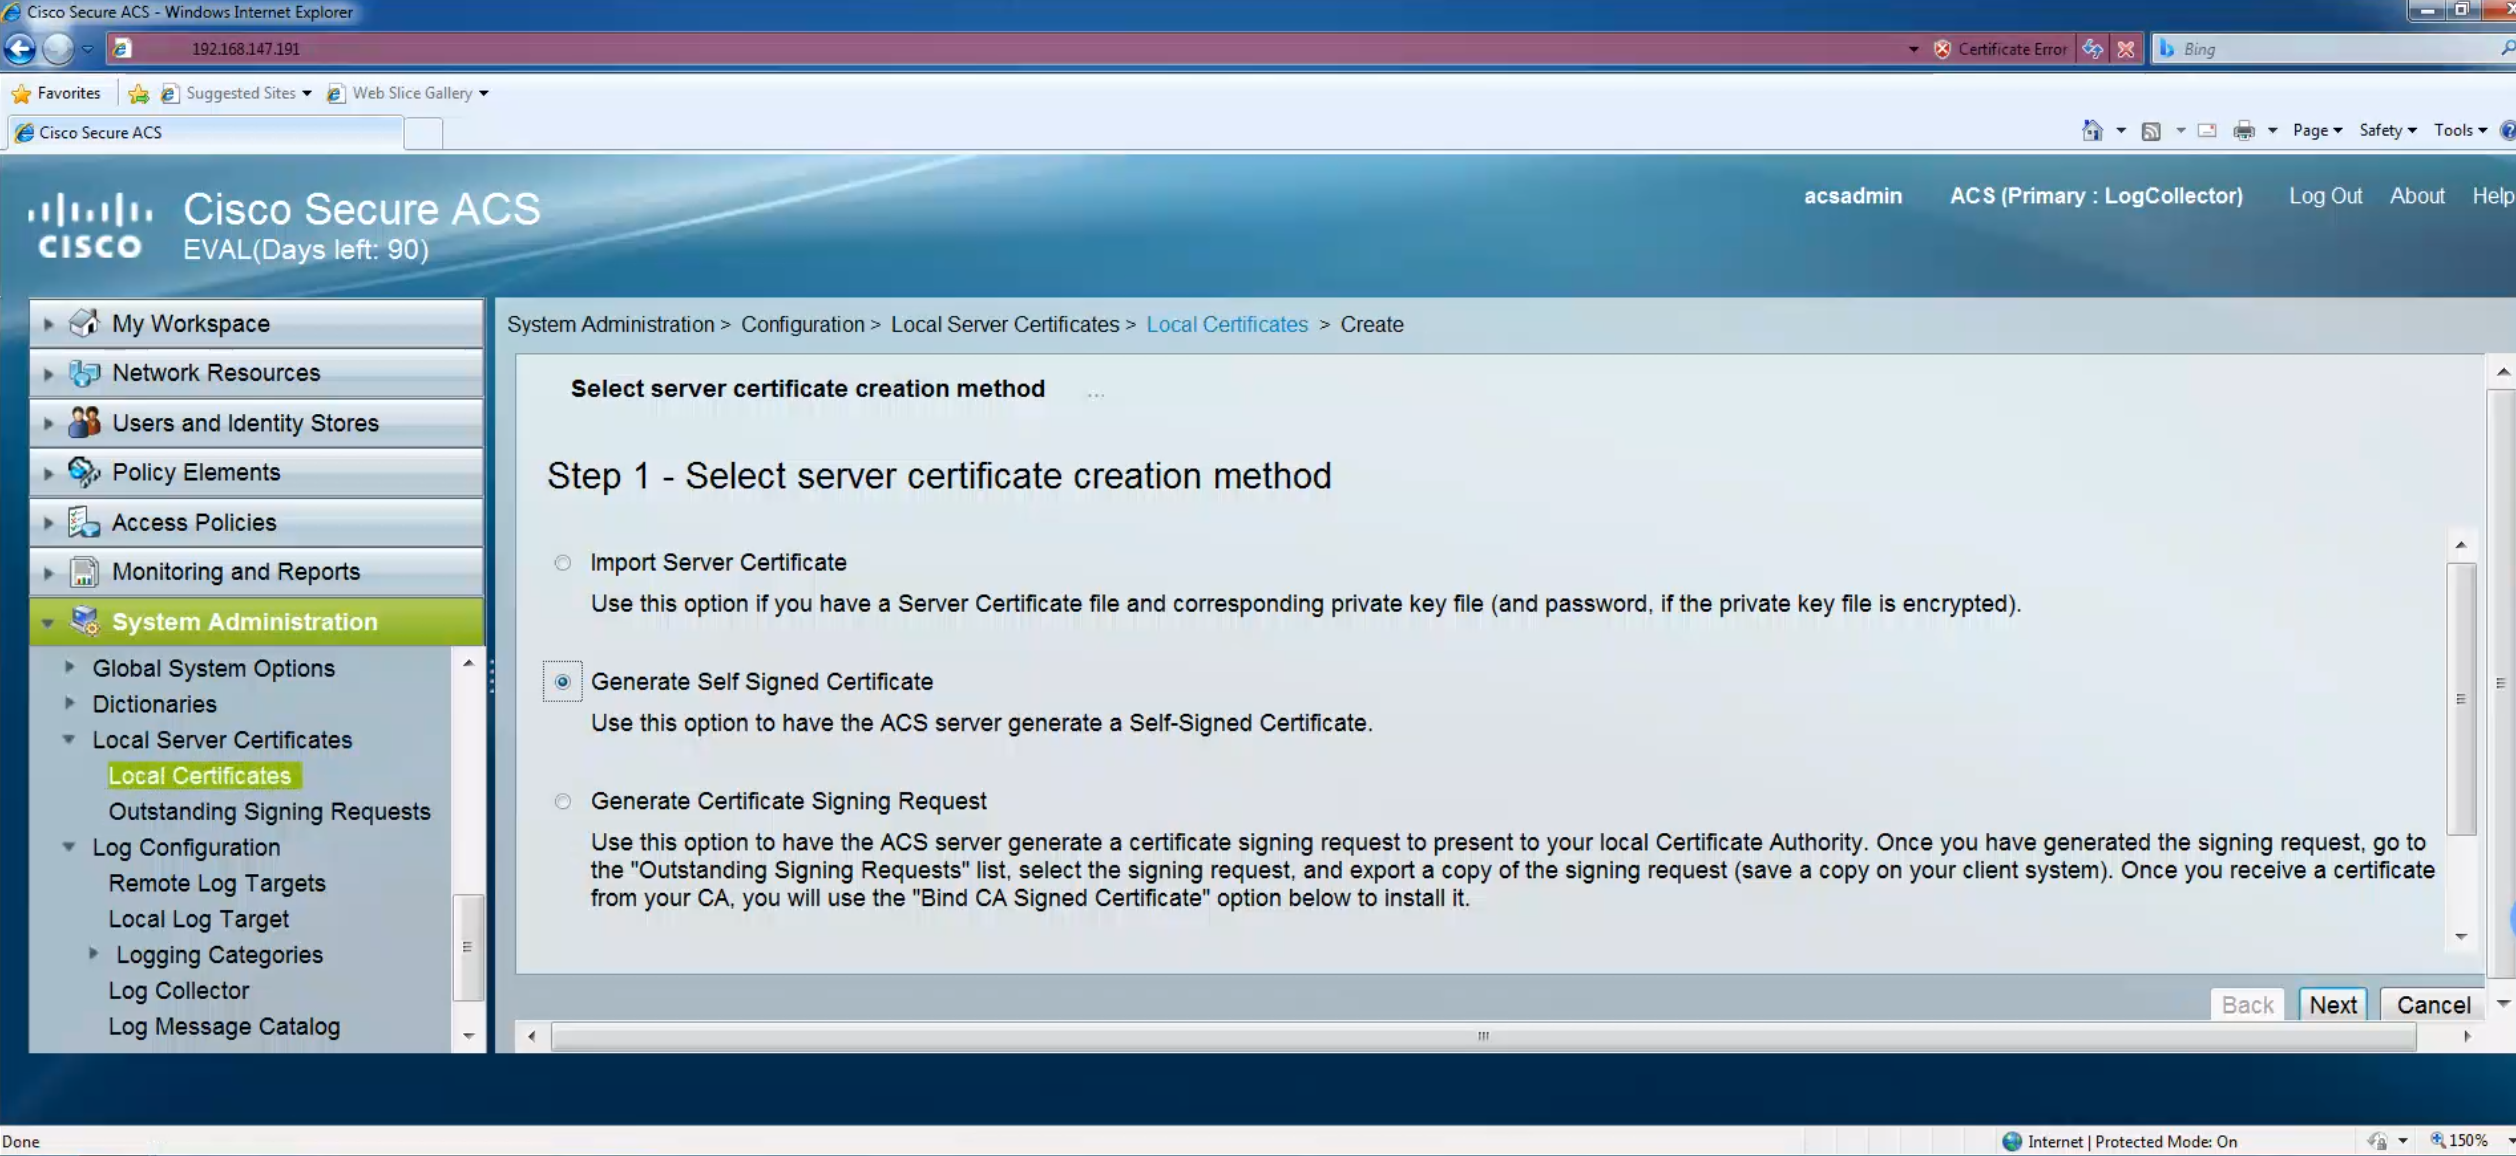 Cisco Secure ACS - Windows Internet Explorer
192.168.147.191
Certificate Error
Bing
Favorites
Suggested Sites
Web Slice Gallery
Cisco Secure ACS
Page
Safety
Tools
CISCO
Cisco Secure ACS
EVAL(Days left: 90)
acsadmin
ACS (Primary : LogCollector)
Log Out
About
Help
My Workspace
Network Resources
Users and Identity Stores
Policy Elements
Access Policies
Monitoring and Reports
System Administration
Global System Options
Dictionaries
Local Server Certificates
Local Certificates
Outstanding Signing Requests
Log Configuration
Remote Log Targets
Local Log Target
Logging Categories
Log Collector
Log Message Catalog
System Administration > Configuration > Local Server Certificates > Local Certificates > Create
Select server certificate creation method ...
Step 1 - Select server certificate creation method
Import Server Certificate
Use this option if you have a Server Certificate file and corresponding private key file (and password, if the private key file is encrypted).
Generate Self Signed Certificate
Use this option to have the ACS server generate a Self-Signed Certificate.
Generate Certificate Signing Request
Use this option to have the ACS server generate a certificate signing request to present to your local Certificate Authority. Once you have generated the signing request, go to
the "Outstanding Signing Requests" list, select the signing request, and export a copy of the signing request (save a copy on your client system). Once you receive a certificate
from your CA, you will use the "Bind CA Signed Certificate" option below to install it.
Back
Next
Cancel
Done
Internet | Protected Mode: On
150%